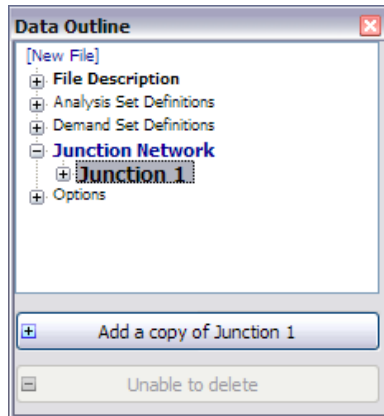 Data Outline
[New File]
File Description
Analysis Set Definitions
Demand Set Definitions
Junction Network
Junction 1
Options
Add a copy of Junction 1
Unable to delete